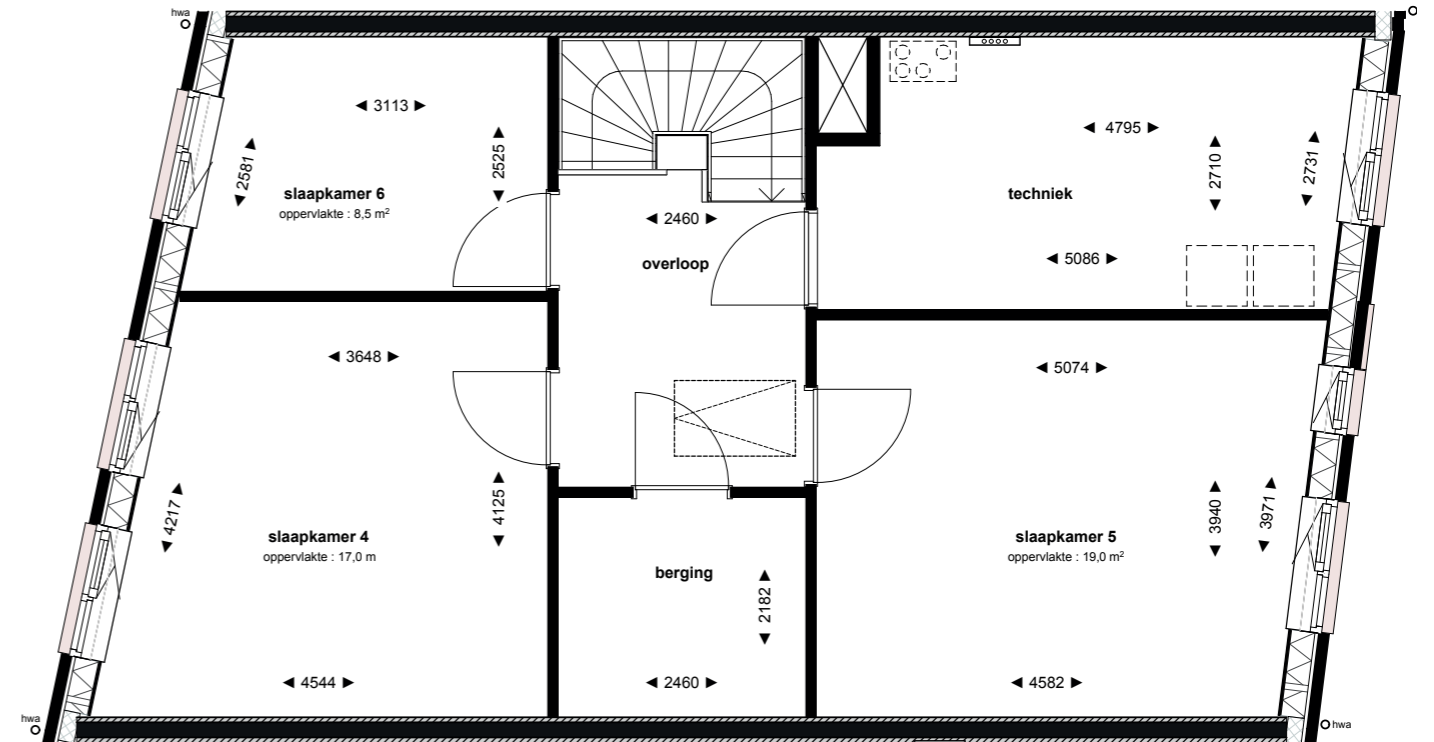 hwa
◄ 3113 ►
◄ 4795 ►
◄ 2581 ►
◄ 2525 ►
◄ 2710 ►
◄ 2731 ►
slaapkamer 6
oppervlakte : 8,5 m²
techniek
◄ 2460 ►
overloop
◄ 5086 ►
◄ 3648 ►
◄ 5074 ►
◄ 4217 ►
◄ 4125 ►
◄ 3940 ►
◄ 3971 ►
slaapkamer 4
oppervlakte : 17,0 m
slaapkamer 5
oppervlakte : 19,0 m²
berging
◄ 2182 ►
◄ 4544 ►
◄ 2460 ►
◄ 4582 ►
hwa
hwa